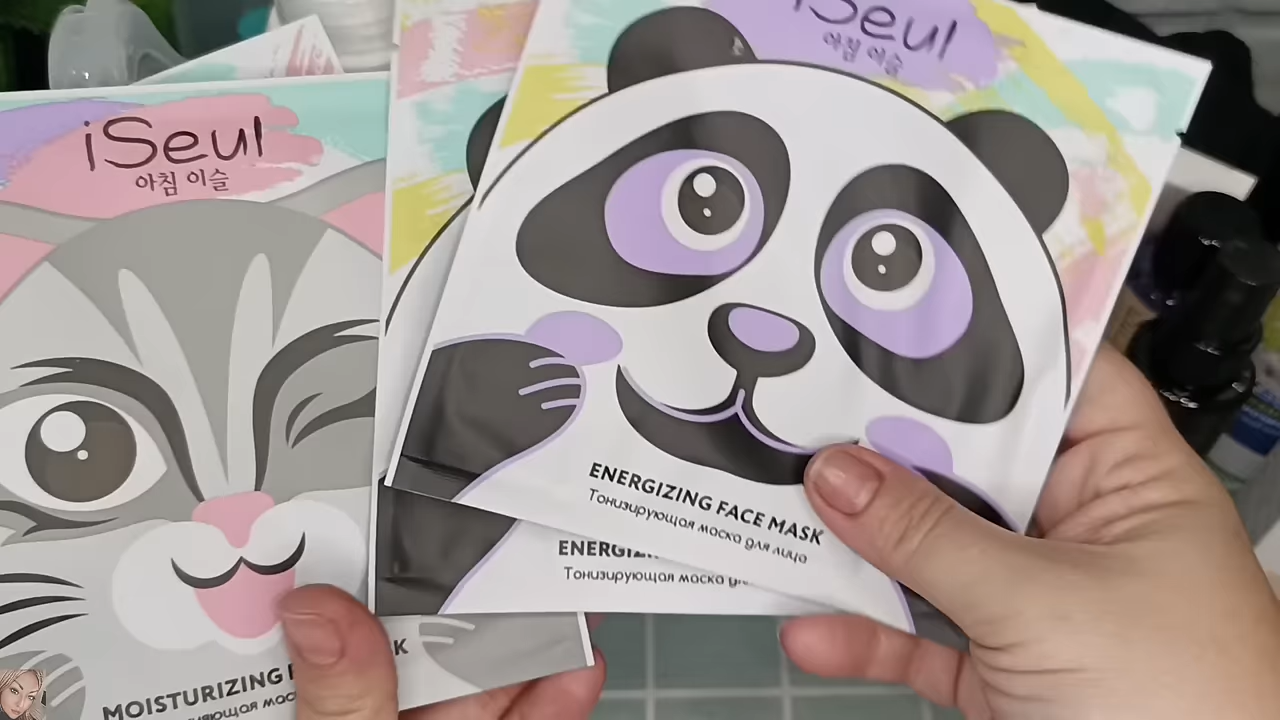 iSeul
아침 이슬
MOISTURIZING
iSeul
아침 이슬
ENERGIZING FACE MASK
Тонизирующая маска для лица
Тонизирующая маска